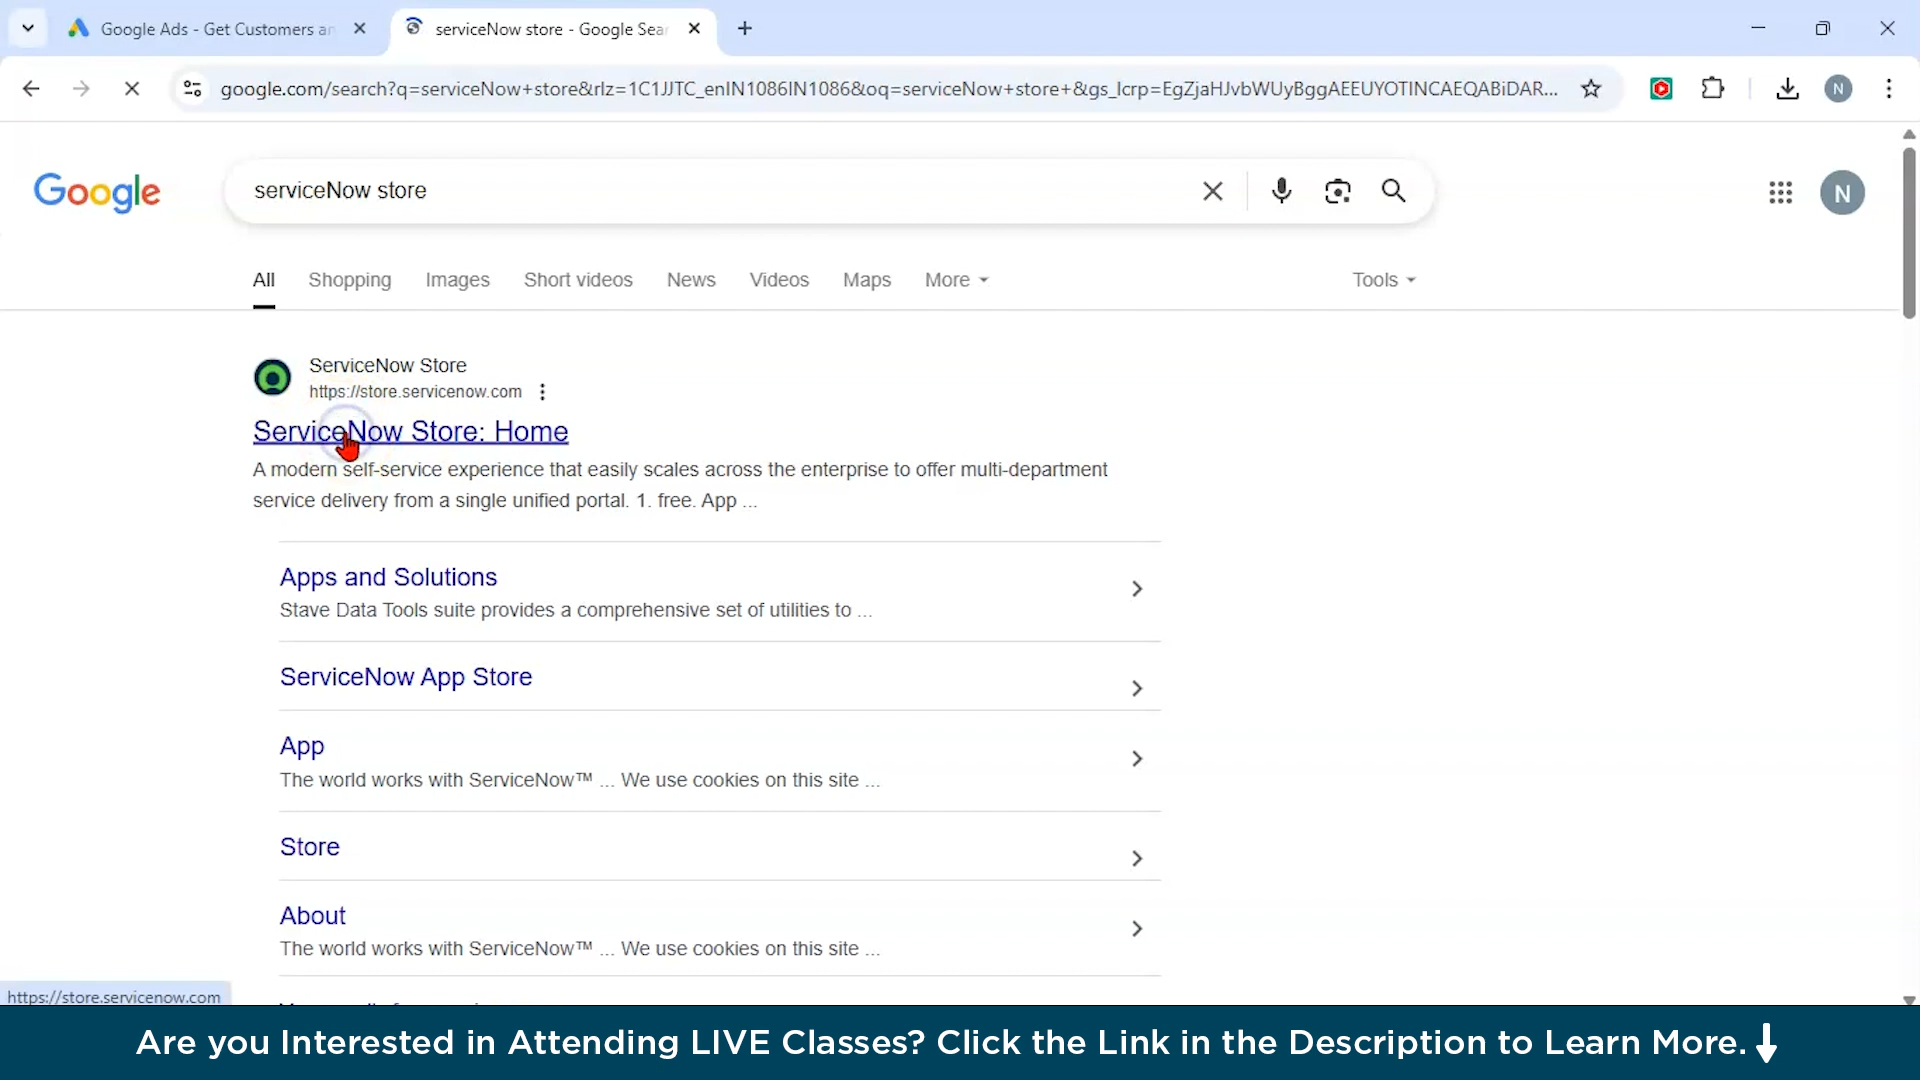 Google Ads - Get Customers an
serviceNow store - Google Sear
google.com/search?q=serviceNow+store&rlz=1C1JJTC_enIN1086IN1086&oq=serviceNow+store+&gs_lcrp=EgZjaHJvbWUyBggAEEUYOTINCAEQABiDAR...
N
Google
serviceNow store
N
All
Shopping
Images
Short videos
News
Videos
Maps
More
Tools
ServiceNow Store
https://store.servicenow.com
ServiceNow Store: Home
A modern self-service experience that easily scales across the enterprise to offer multi-department
service delivery from a single unified portal. 1. free. App ...
Apps and Solutions
Stave Data Tools suite provides a comprehensive set of utilities to ...
ServiceNow App Store
App
The world works with ServiceNow™ ... We use cookies on this site ...
Store
About
The world works with ServiceNow™ ... We use cookies on this site ...
https://store.servicenow.com
Are you Interested in Attending LIVE Classes? Click the Link in the Description to Learn More.